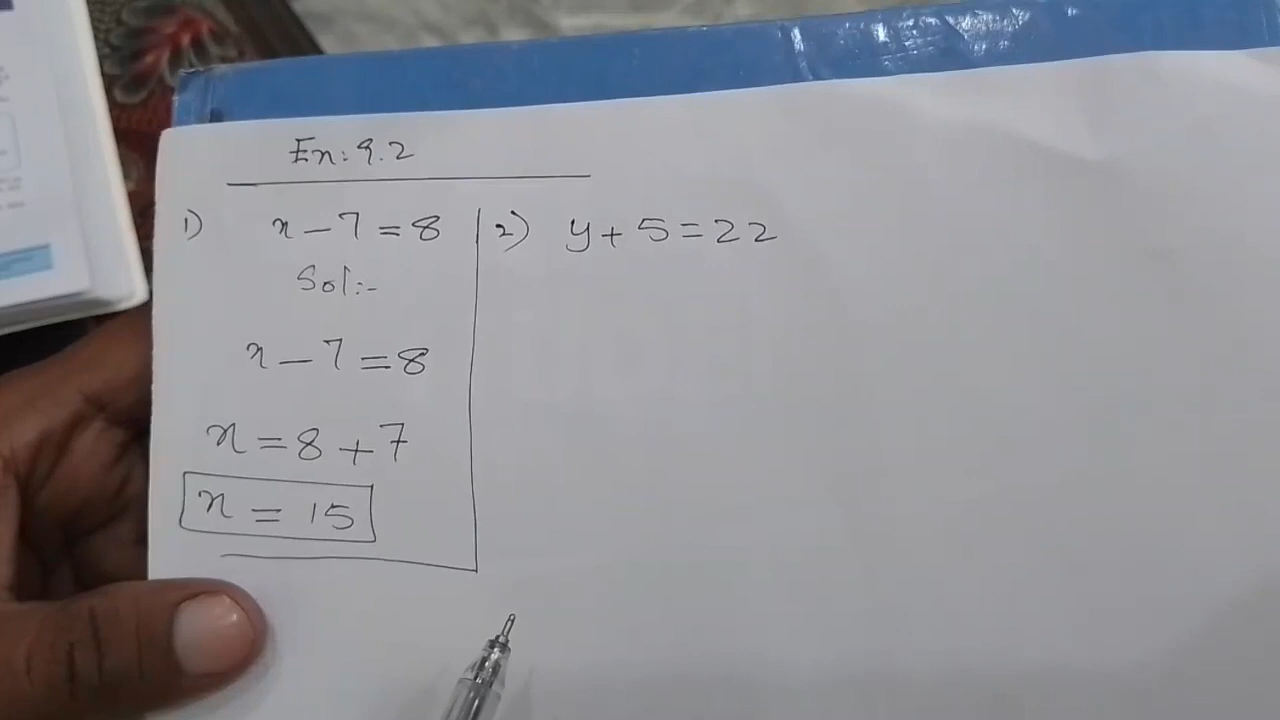 Ex: 9.2
1) x - 7 = 8
Sol:-
x - 7 = 8
x = 8 + 7
x = 15
2) y + 5 = 22